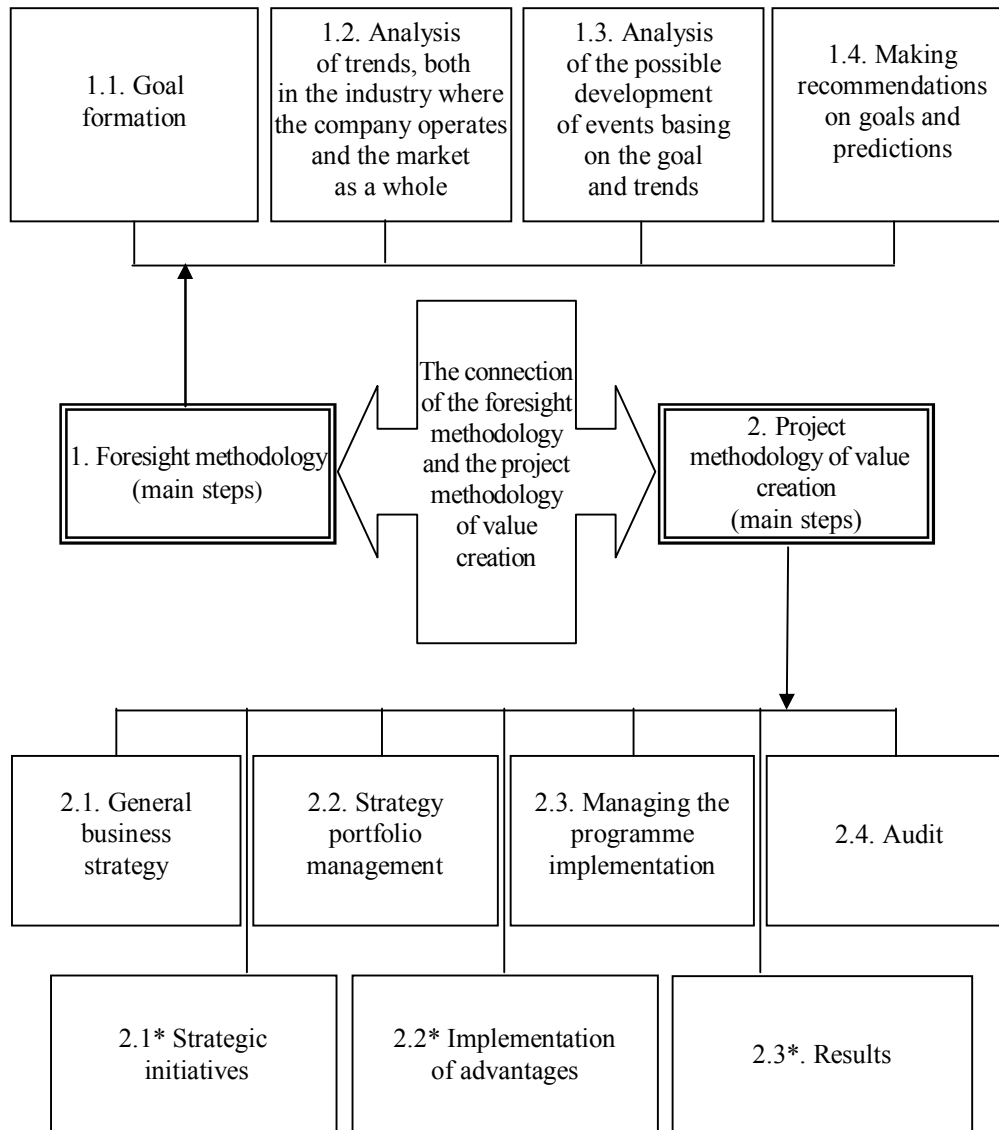 1.1. Goal
formation
1.2. Analysis
of trends, both
in the industry where
the company operates
and the market
as a whole
1.3. Analysis
of the possible
development
of events basing
on the goal
and trends
1.4. Making
recommendations
on goals and
predictions
1. Foresight methodology
(main steps)
The connection
of the foresight
methodology
and the project
methodology
of value
creation
2. Project
methodology of value
creation
(main steps)
2.1. General
business
strategy
2.2. Strategy
portfolio
management
2.3. Managing the
programme
implementation
2.4. Audit
2.1* Strategic
initiatives
2.2* Implementation
of advantages
2.3*. Results